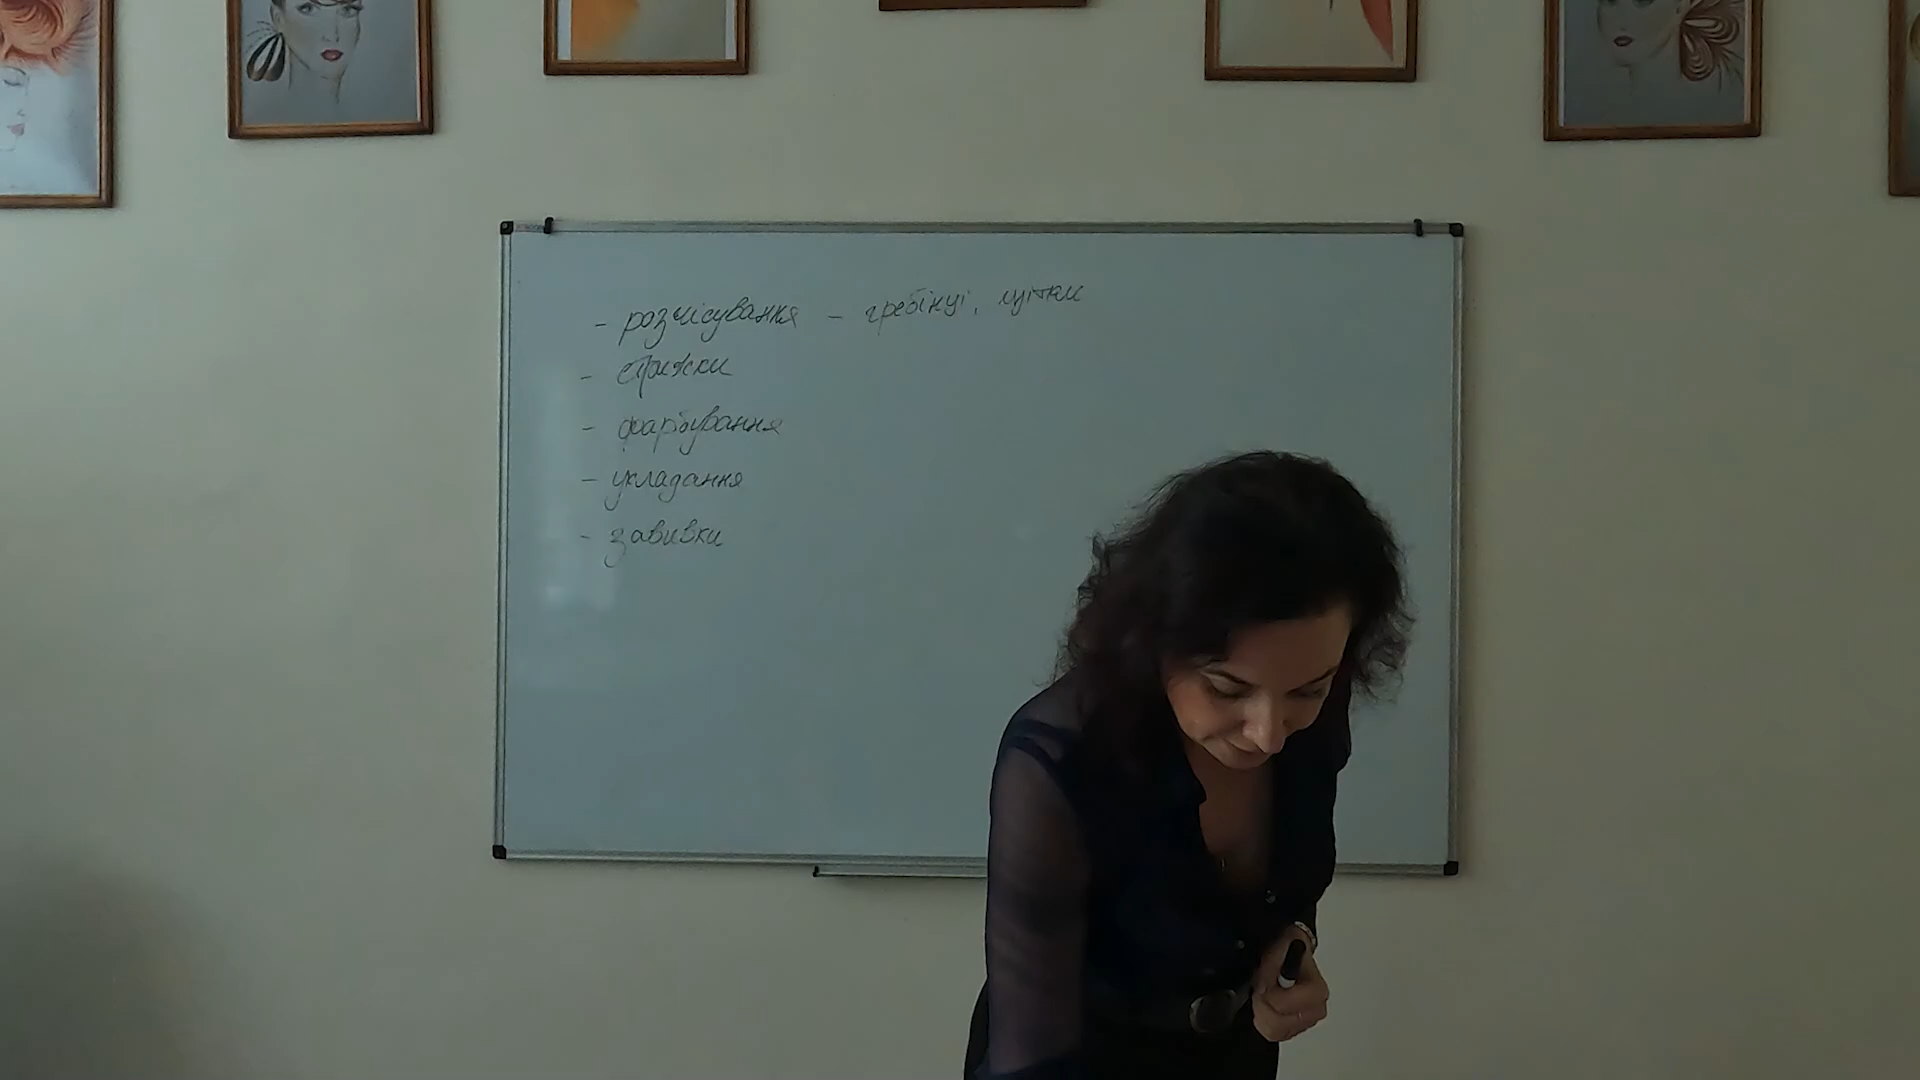 - розчісування - гребінці, щітки
- стрижки
- фарбування
- укладання
- завивки